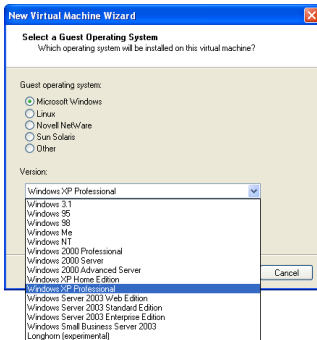 New Virtual Machine Wizard
Select a Guest Operating System
Which operating system will be installed on this virtual machine?
Guest operating system:
Microsoft Windows
Linux
Novell NetWare
Sun Solaris
Other
Version:
Windows XP Professional
Windows 3.1
Windows 95
Windows 98
Windows Me
Windows NT
Windows 2000 Professional
Windows 2000 Server
Windows 2000 Advanced Server
Windows XP Home Edition
Windows XP Professional
Windows Server 2003 Web Edition
Windows Server 2003 Standard Edition
Windows Server 2003 Enterprise Edition
Windows Small Business Server 2003
Longhorn (experimental)
Cancel